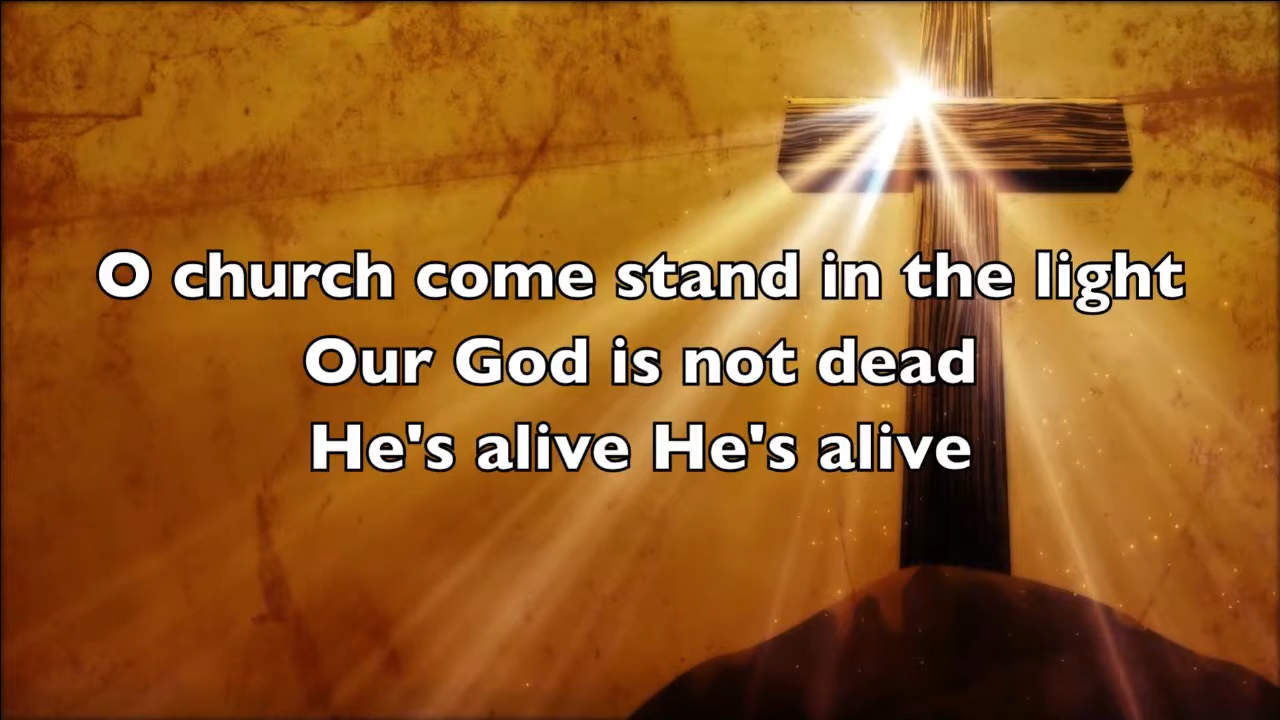 O church come stand in the light
Our God is not dead
He's alive He's alive